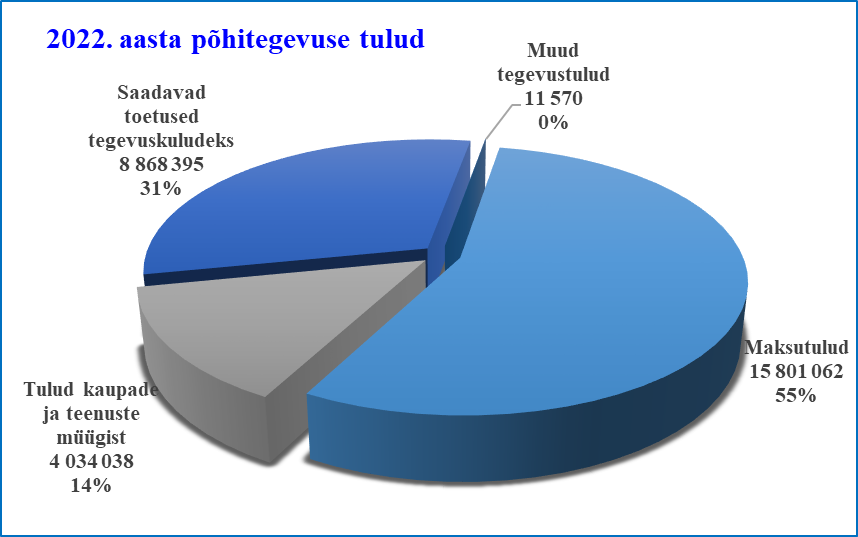 2022. aasta põhitegevuse tulud
Muud
tegevustulud
11 570
0%
Saadavad
toetused
tegevuskuludeks
8 868 395
31%
Maksutulud
15 801 062
55%
Tulud kaupade
ja teenuste
müügist
4 034 038
14%